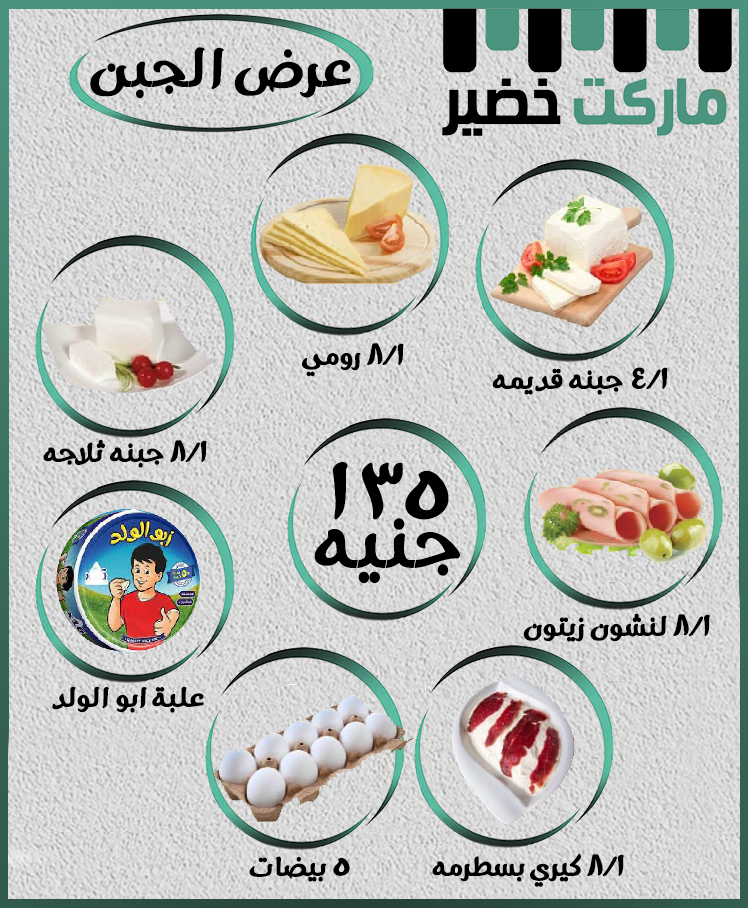 ماركت خضير
عرض الجبن
١/٨ رومي
١/٤ جبنه قديمه
١/٨ جبنه ثلاجه
١٣٥
جنيه
١/٨ لنشون زيتون
ابو الولد
علبة ابو الولد
٥ بيضات
١/٨ كيري بسطرمه